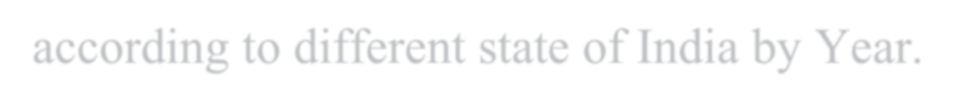 according to different state of India by Year.